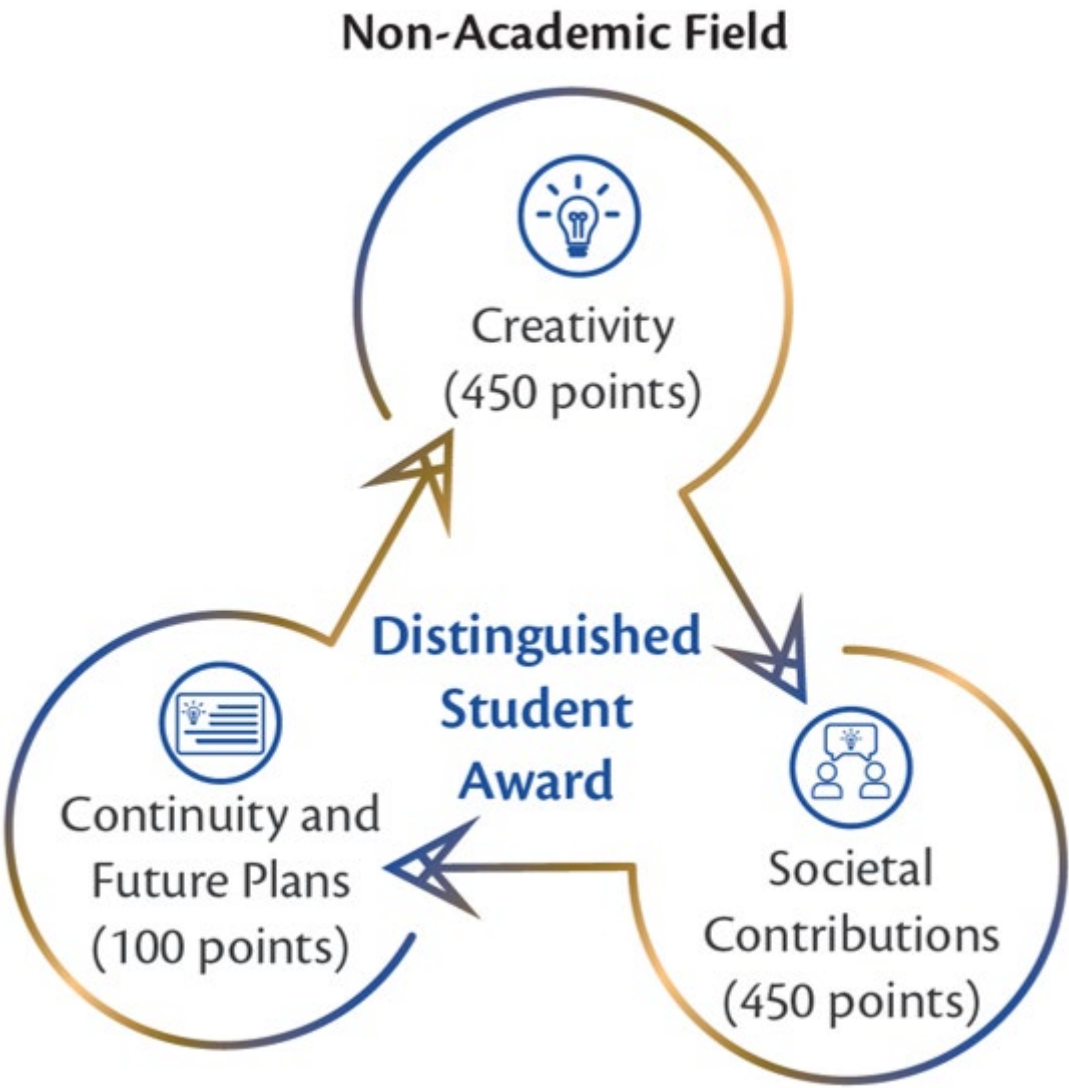 Non-Academic Field
Creativity
(450 points)
Distinguished
Student
Award
Continuity and
Future Plans
(100 points)
Societal
Contributions
(450 points)